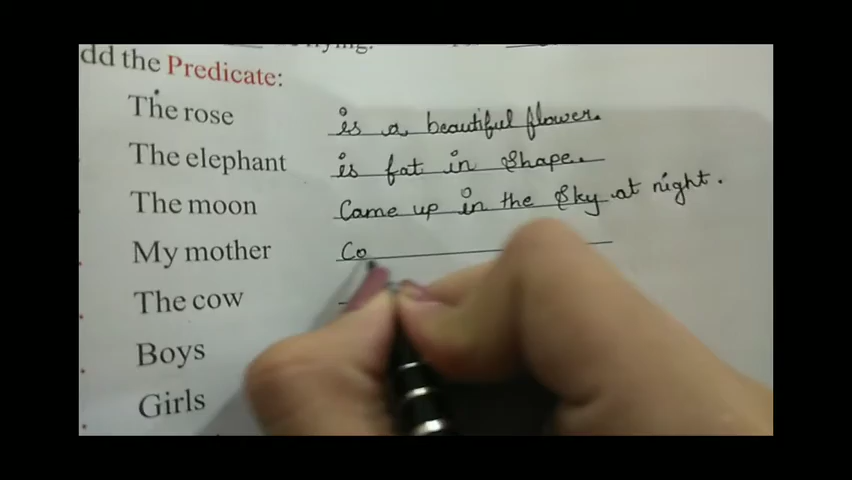 dd the Predicate:
The rose is a beautiful flower.
The elephant is fat in Shape.
The moon Came up in the Sky at night.
My mother Co
The cow
Boys
Girls